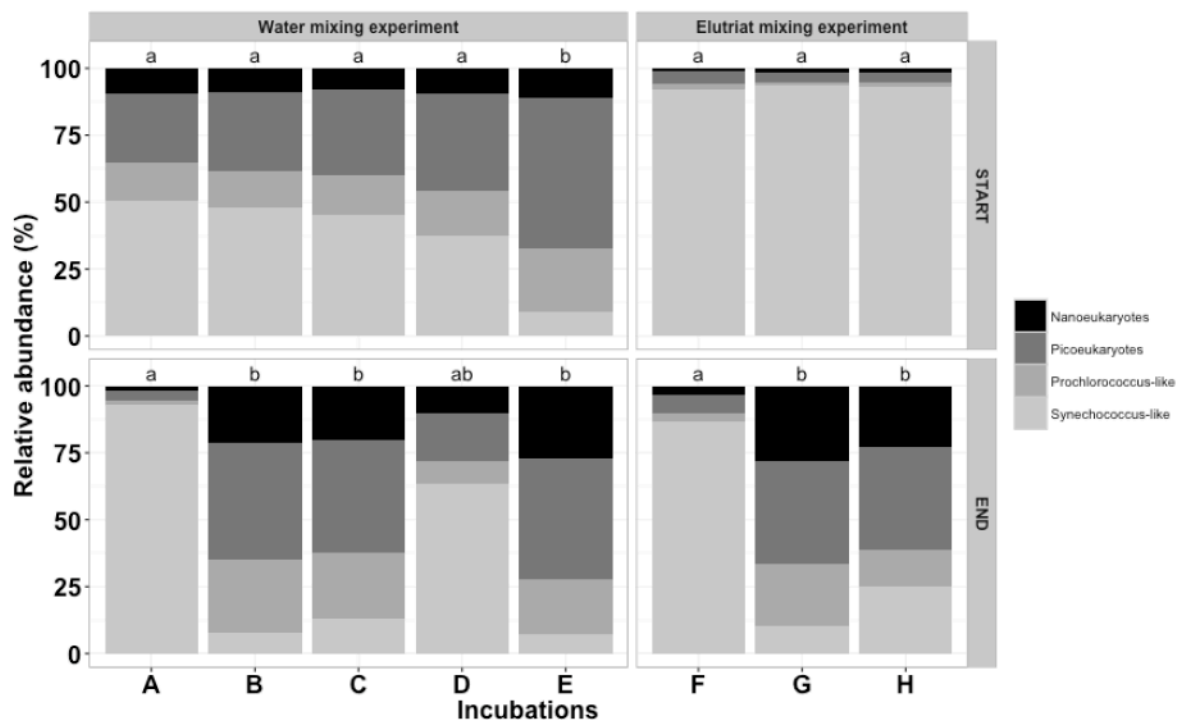 Water mixing experiment
Elutriat mixing experiment
a a a a b
a a a
100
75
50
25
0
START
a b b ab b
a b b
100
75
50
25
0
END
Relative abundance (%)
A B C D E F G H
Incubations
Nanoeukaryotes
Picoeukaryotes
Prochlorococcus-like
Synechococcus-like